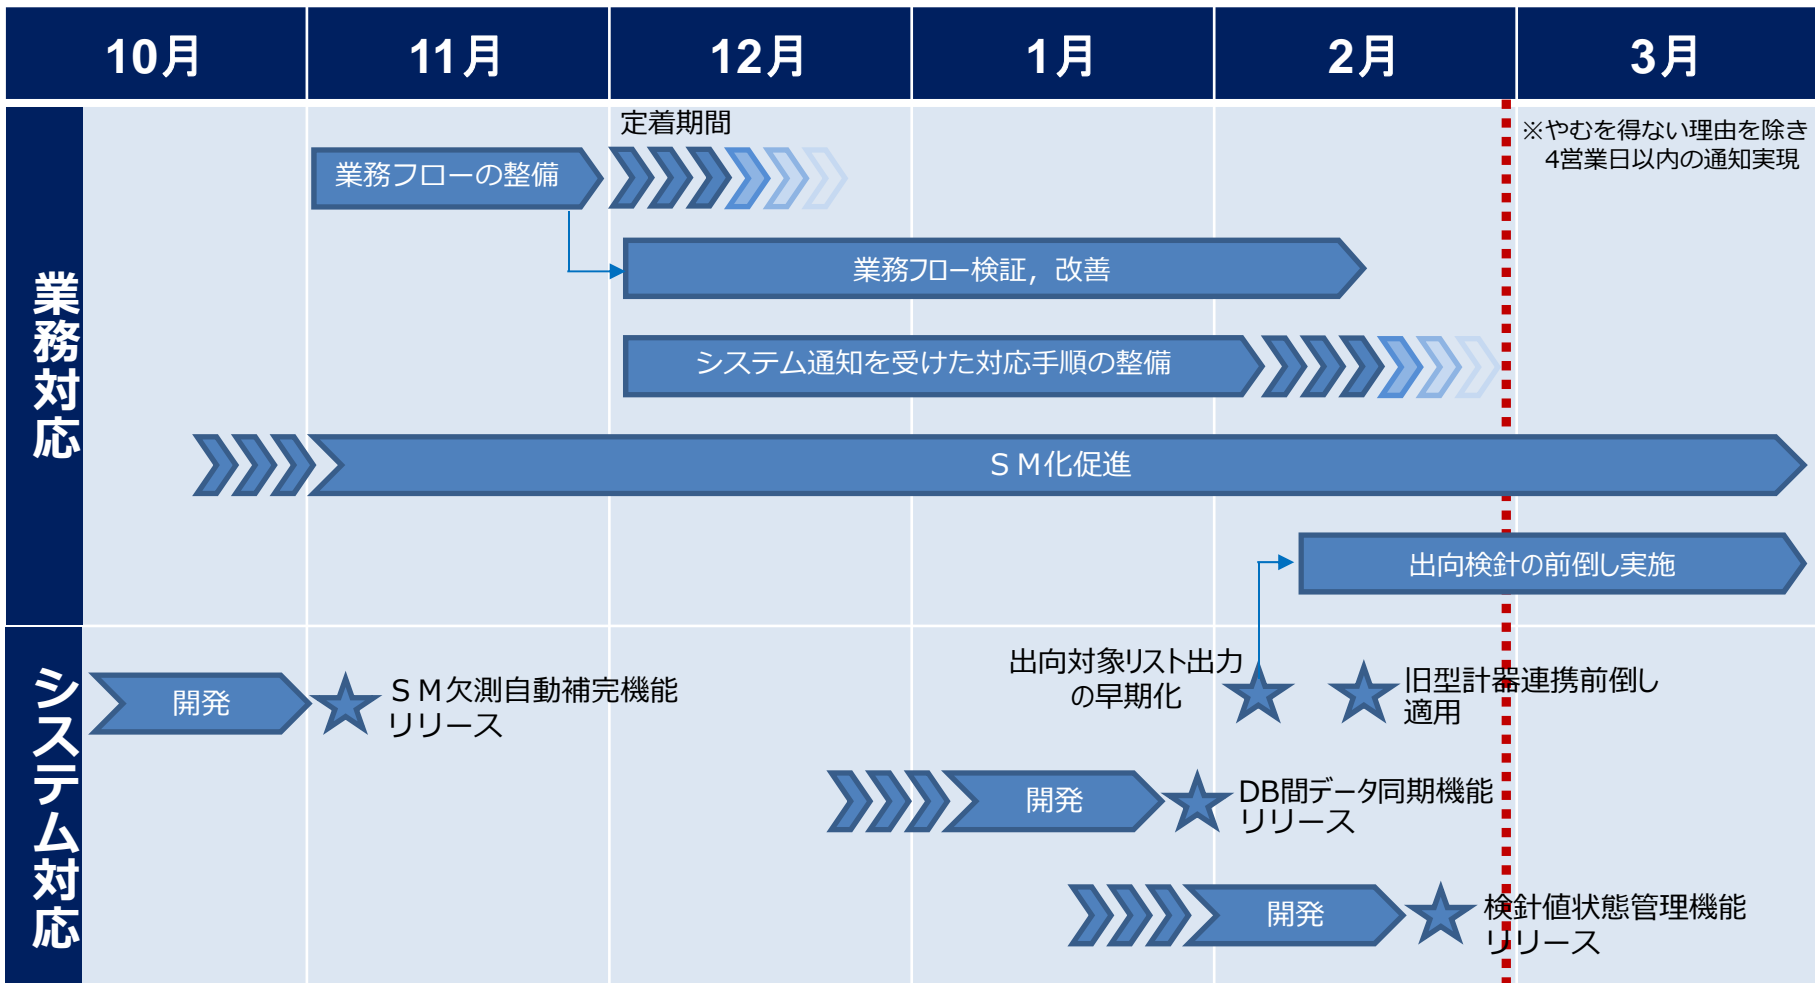 10月
11月
12月
1月
2月
3月
業務対応
定着期間
※やむを得ない理由を除き
4営業日以内の通知実現
業務フローの整備
業務フロー検証，改善
システム通知を受けた対応手順の整備
ＳＭ化促進
出向検針の前倒し実施
システム対応
開発
ＳＭ欠測自動補完機能
リリース
出向対象リスト出力
の早期化
旧型計器連携前倒し
適用
開発
DB間データ同期機能
リリース
開発
検針値状態管理機能
リリース